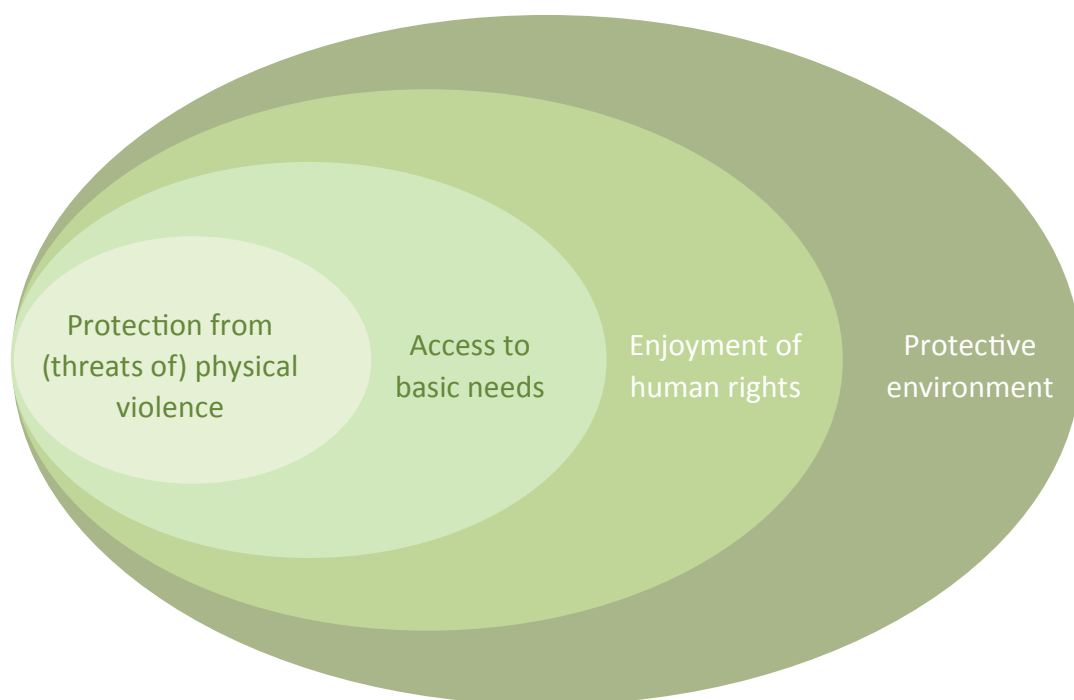 Protection from
(threats of) physical
violence
Access to
basic needs
Enjoyment of
human rights
Protective
environment